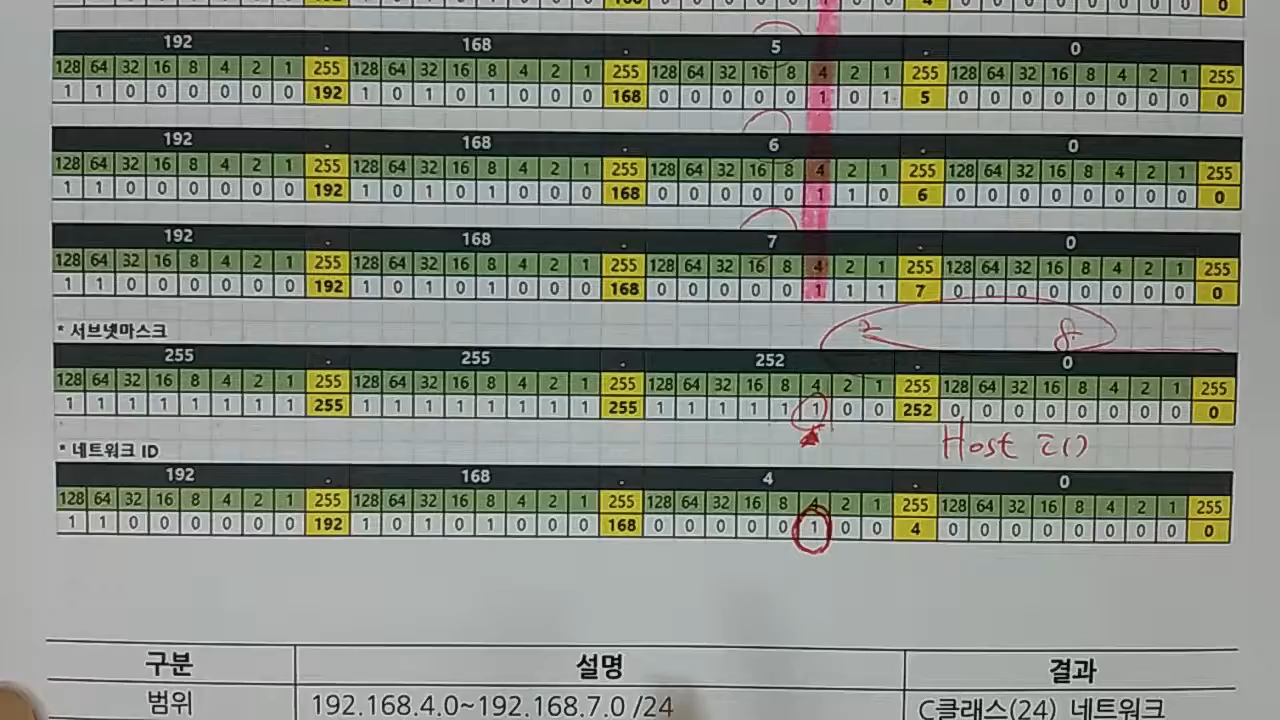 192 168 0 0 0 0 0 1 0 0 4 0 0 0 0 0 0 0 0 0
192 . 168 . 5 . 0
128 64 32 16 8 4 2 1 255 128 64 32 16 8 4 2 1 255 128 64 32 16 8 4 2 1 255 128 64 32 16 8 4 2 1 255
1 1 0 0 0 0 0 0 192 1 0 1 0 1 0 0 0 168 0 0 0 0 0 1 0 1 5 0 0 0 0 0 0 0 0 0
192 . 168 . 6 . 0
128 64 32 16 8 4 2 1 255 128 64 32 16 8 4 2 1 255 128 64 32 16 8 4 2 1 255 128 64 32 16 8 4 2 1 255
1 1 0 0 0 0 0 0 192 1 0 1 0 1 0 0 0 168 0 0 0 0 0 1 1 0 6 0 0 0 0 0 0 0 0 0
192 . 168 . 7 . 0
128 64 32 16 8 4 2 1 255 128 64 32 16 8 4 2 1 255 128 64 32 16 8 4 2 1 255 128 64 32 16 8 4 2 1 255
1 1 0 0 0 0 0 0 192 1 0 1 0 1 0 0 0 168 0 0 0 0 0 1 1 1 7 0 0 0 0 0 0 0 0 0
* 서브넷마스크
2 8
255 . 255 . 252 . 0
128 64 32 16 8 4 2 1 255 128 64 32 16 8 4 2 1 255 128 64 32 16 8 4 2 1 255 128 64 32 16 8 4 2 1 255
1 1 1 1 1 1 1 1 255 1 1 1 1 1 1 1 1 255 1 1 1 1 1 1 0 0 252 0 0 0 0 0 0 0 0 0
* 네트워크 ID
Host
192 . 168 . 4 . 0
128 64 32 16 8 4 2 1 255 128 64 32 16 8 4 2 1 255 128 64 32 16 8 4 2 1 255 128 64 32 16 8 4 2 1 255
1 1 0 0 0 0 0 0 192 1 0 1 0 1 0 0 0 168 0 0 0 0 0 1 0 0 4 0 0 0 0 0 0 0 0 0
구분 설명 결과
범위 192.168.4.0~192.168.7.0 /24 C클래스(24) 네트워크